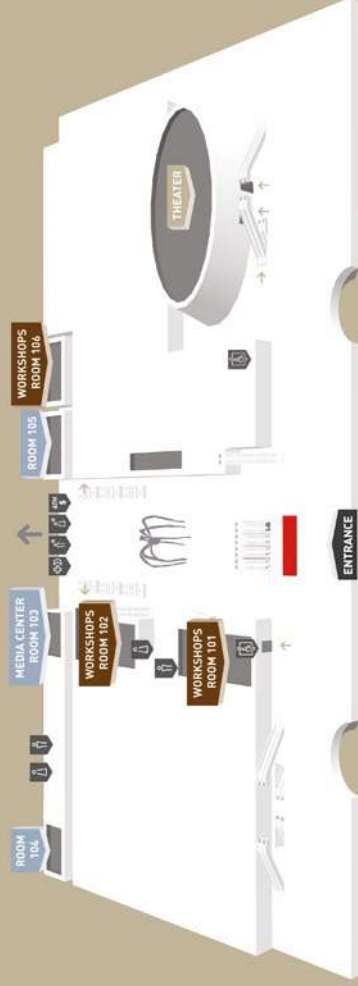 ROOM
104
MEDIA CENTER
ROOM 103
ATM
$
ROOM 105
WORKSHOPS
ROOM 106
WORKSHOPS
ROOM 102
WORKSHOPS
ROOM 101
THEATER
ENTRANCE